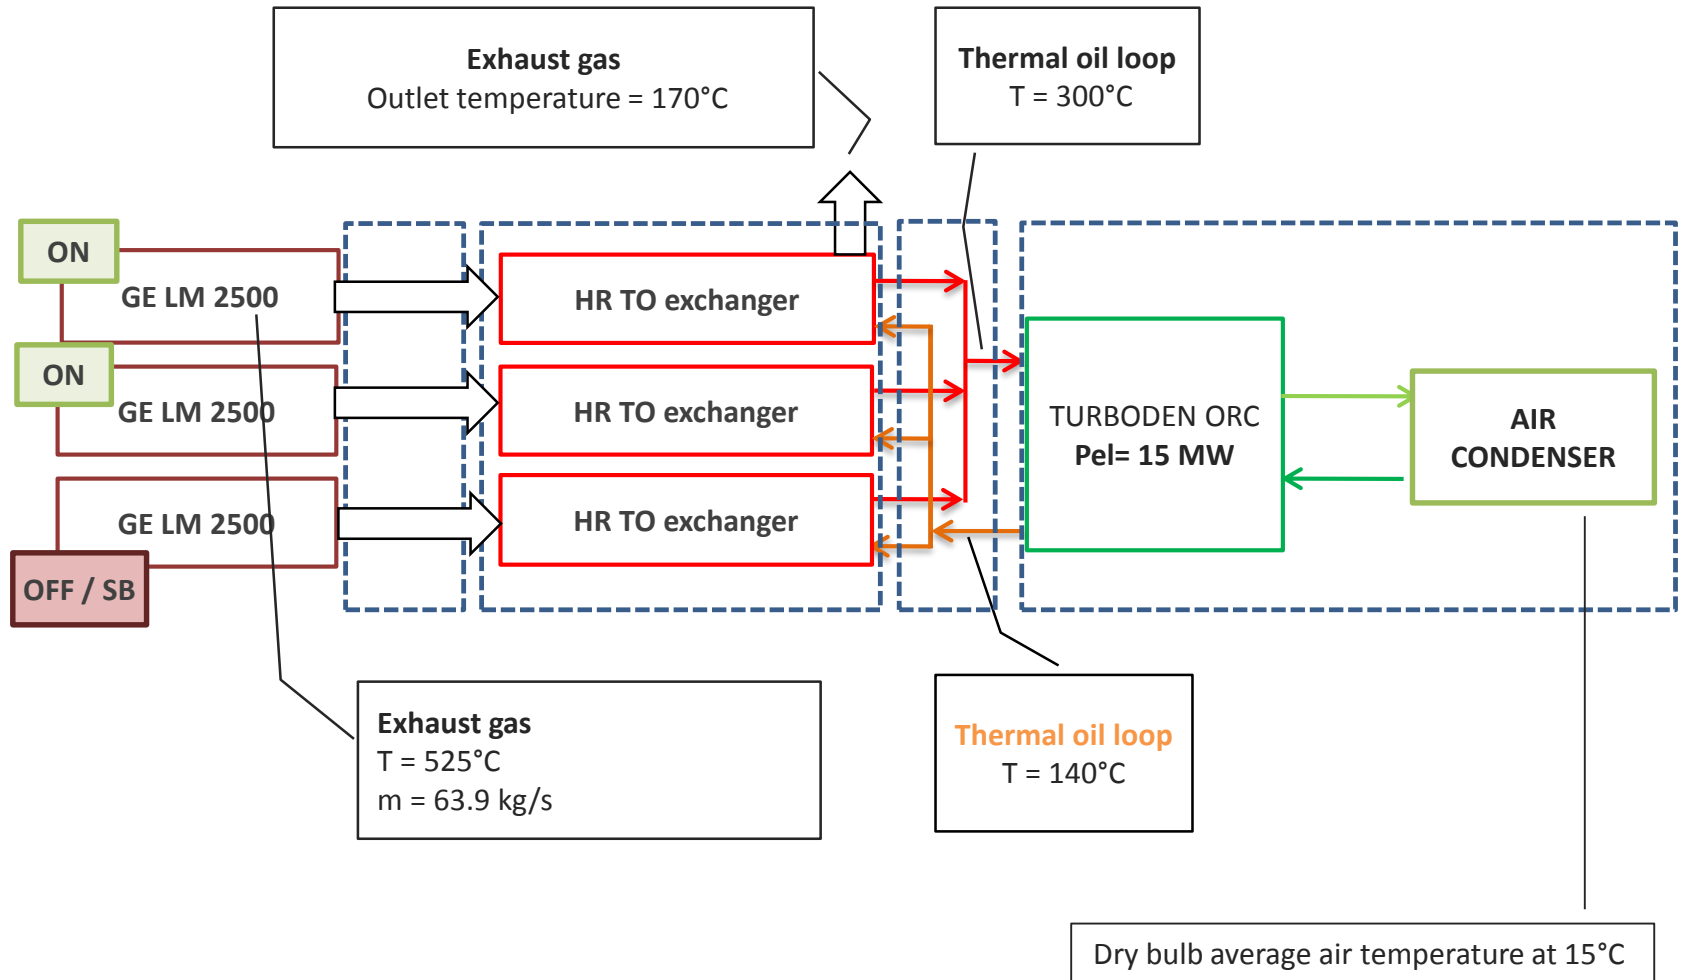 Exhaust gas
Outlet temperature = 170°C
Thermal oil loop
T = 300°C
ON
GE LM 2500
HR TO exchanger
ON
GE LM 2500
HR TO exchanger
GE LM 2500
HR TO exchanger
OFF / SB
TURBODEN ORC
Pel= 15 MW
AIR
CONDENSER
Exhaust gas
T = 525°C
m = 63.9 kg/s
Thermal oil loop
T = 140°C
Dry bulb average air temperature at 15°C